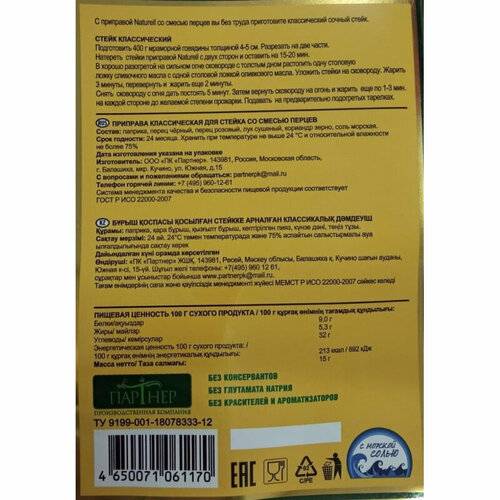 С приправой Naturell со смесью перцев вы без труда приготовите классический сочный стейк.
СТЕЙК КЛАССИЧЕСКИЙ
Подготовить 400 г мраморной говядины толщиной 4-5 см. Разрезать на две части.
Натереть стейки приправой Naturell с двух сторон и оставить на 15-20 мин.
В хорошо разогретой на сильном огне сковороде с толстым дном растопить одну столовую
ложку сливочного масла с одной столовой ложкой оливкового масла. Уложить стейки на сковороду. Жарить
3 минуты, перевернуть и жарить еще 2 минуты.
Снять сковороду с огня дать постоять 5 минут. Затем вернуть сковороду на огонь и жарить еще по 1-3 мин.
на каждой стороне до желаемой степени прожарки. Подавать на предварительно подогретых тарелках.
RUS ПРИПРАВА КЛАССИЧЕСКАЯ ДЛЯ СТЕЙКА СО СМЕСЬЮ ПЕРЦЕВ
Состав: паприка, перец чёрный, перец розовый, лук сушеный, кориандр зерно, соль морская.
Срок годности: 24 месяца. Хранить при температуре не выше 24 °С и относительной влажности
не более 75%
Дата изготовления указана на упаковке
Изготовитель: ООО «ПК «Партнер». 143981, Россия, Московская область,
г. Балашиха, мкр. Кучино, ул. Южная, д.15
С вопросами и пожеланиями обращаться: partnerpk@mail.ru
Телефон горячей линии: +7 (495) 960-12-61
Система менеджмента качества и безопасности пищевой продукции соответствует
ГОСТ Р ИСО 22000-2007
KZ БҰРЫШ ҚОСПАСЫ ҚОСЫЛҒАН СТЕЙККЕ АРНАЛҒАН КЛАССИКАЛЫҚ ДӘМДЕУІШ
Құрамы: паприка, қара бұрыш, қызғылт бұрыш, кептірілген пияз, күнзе дәні, теңіз тұзы.
Сақтау мерзімі: 24 ай. 24°С төмен температурада және 75% аспайтын салыстырмалы ауа
ылғалдылығында сақтау керек
Дайындалған күні орамда көрсетілген
Өндіруші: «ПК «Партнер» ЖШҚ, 143981, Ресей, Мәскеу облысы, Балашиха қ., Кучино шағын ауданы,
Южная к-сі, 15-үй. Шұғыл желі телефоны: +7(495) 960 12 61,
сұрақтар мен ұсыныстар бойынша www.partnerpk@mail.ru
Тағам өнімдерінің сапа және қауіпсіздігі менеджменті жүйесі МЕМСТ Р ИСО 22000-2007 сәйкес келеді
ПИЩЕВАЯ ЦЕННОСТЬ 100 Г СУХОГО ПРОДУКТА / 100 г құрғақ өнімнің тағамдық құндылығы:
Белки/ақуыздар 9,0 г
Жиры/ майлар 5,3 г
Углеводы/ көмірсулар 32 г
Энергетическая ценность 100 г сухого продукта /
100 г құрғақ өнімнің энергетикалық құндылығы: 213 ккал / 892 кДж
Масса нетто/ Таза салмағы: 15 г
ПАРТНЕР
ПРОИЗВОДСТВЕННАЯ КОМПАНИЯ
БЕЗ КОНСЕРВАНТОВ
БЕЗ ГЛУТАМАТА НАТРИЯ
БЕЗ КРАСИТЕЛЕЙ И АРОМАТИЗАТОРОВ
ТУ 9199-001-18078333-12
4 650071 061170
EAC
C/PE
с морской
солью